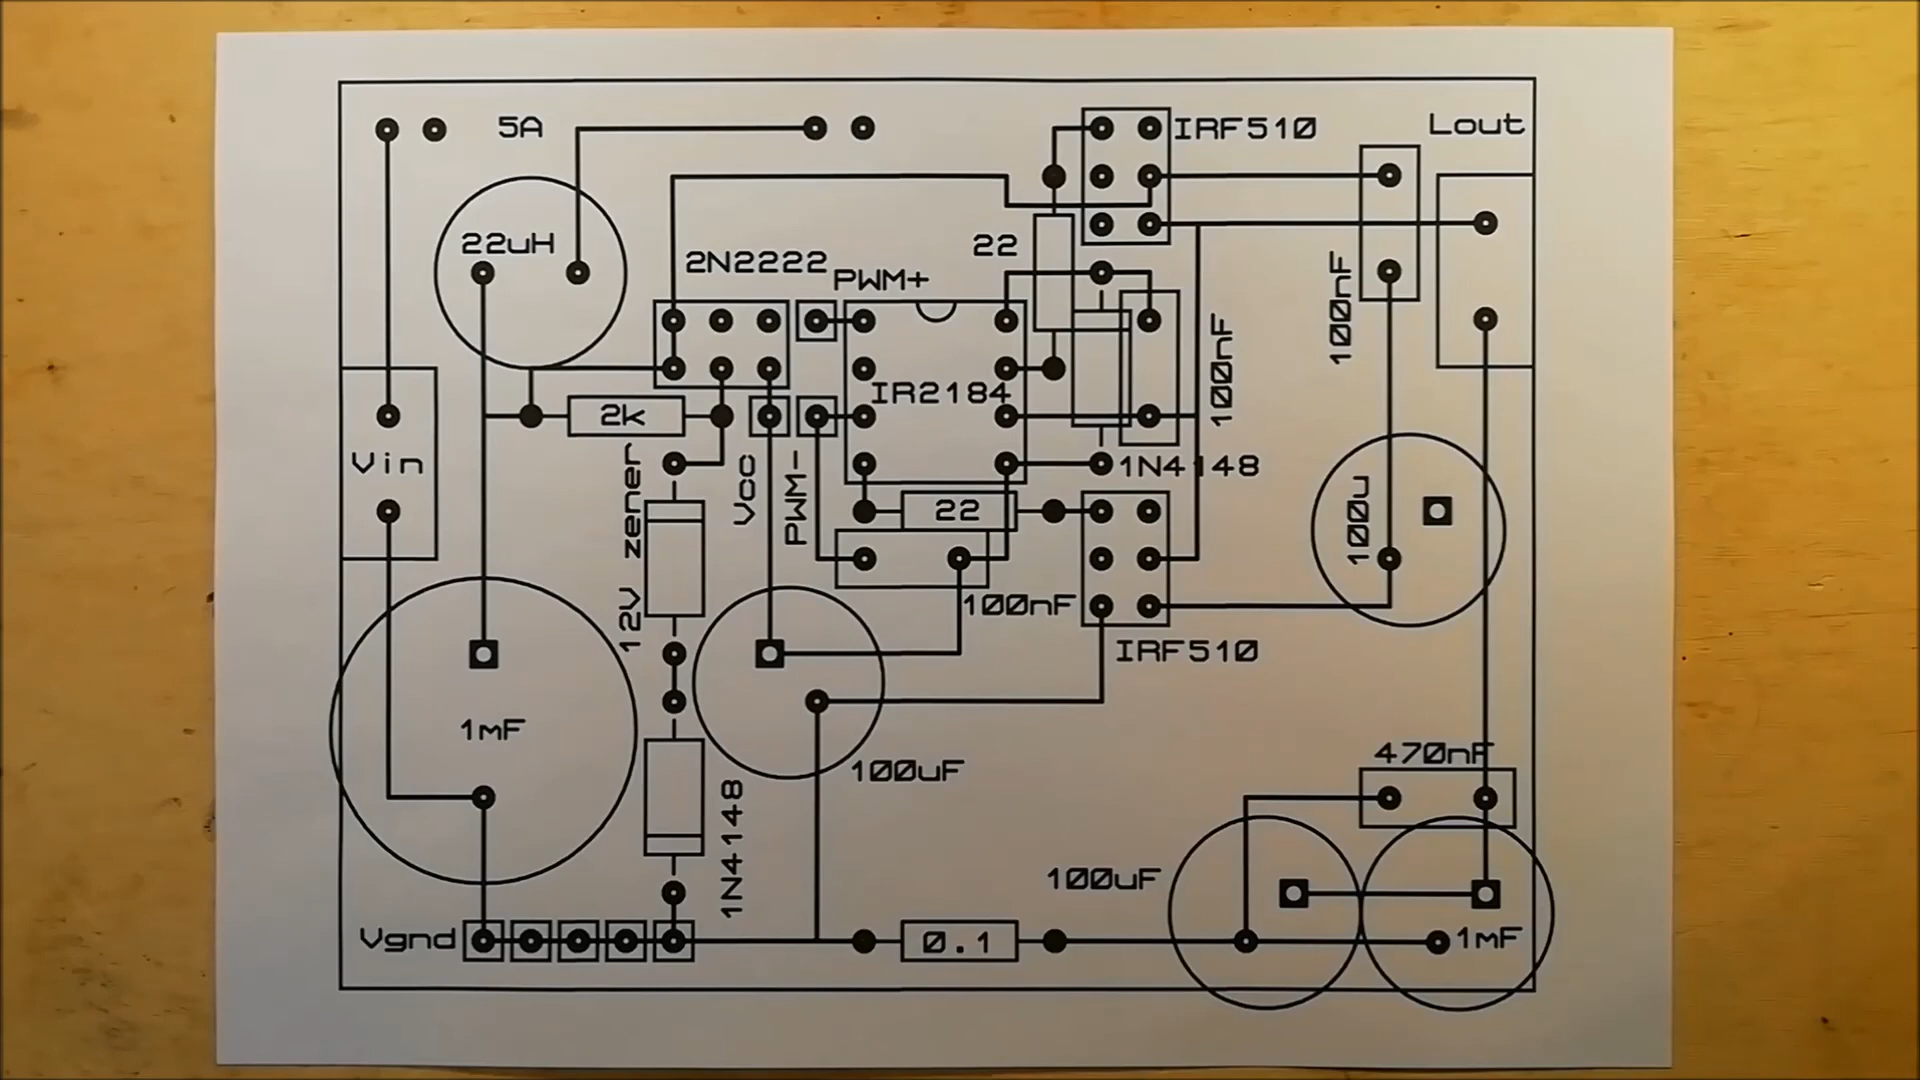 5A
IRF510
Lout
22uH
22
2N2222
PWM+
100nF
100nF
IR2184
2k
Vin
12V zener
Vcc
PWM-
1N4148
22
100u
100nF
IRF510
1mF
100uF
470nF
1N4148
100uF
Vgnd
0.1
1mF